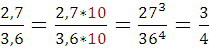 2,7/3,6 = 2,7*10/3,6*10 = 27³/36⁴ = 3/4